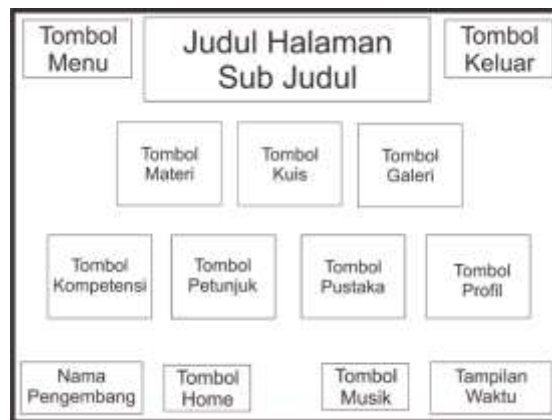 Tombol
Menu
Judul Halaman
Sub Judul
Tombol
Keluar
Tombol
Materi
Tombol
Kuis
Tombol
Galeri
Tombol
Kompetensi
Tombol
Petunjuk
Tombol
Pustaka
Tombol
Profil
Nama
Pengembang
Tombol
Home
Tombol
Musik
Tampilan
Waktu